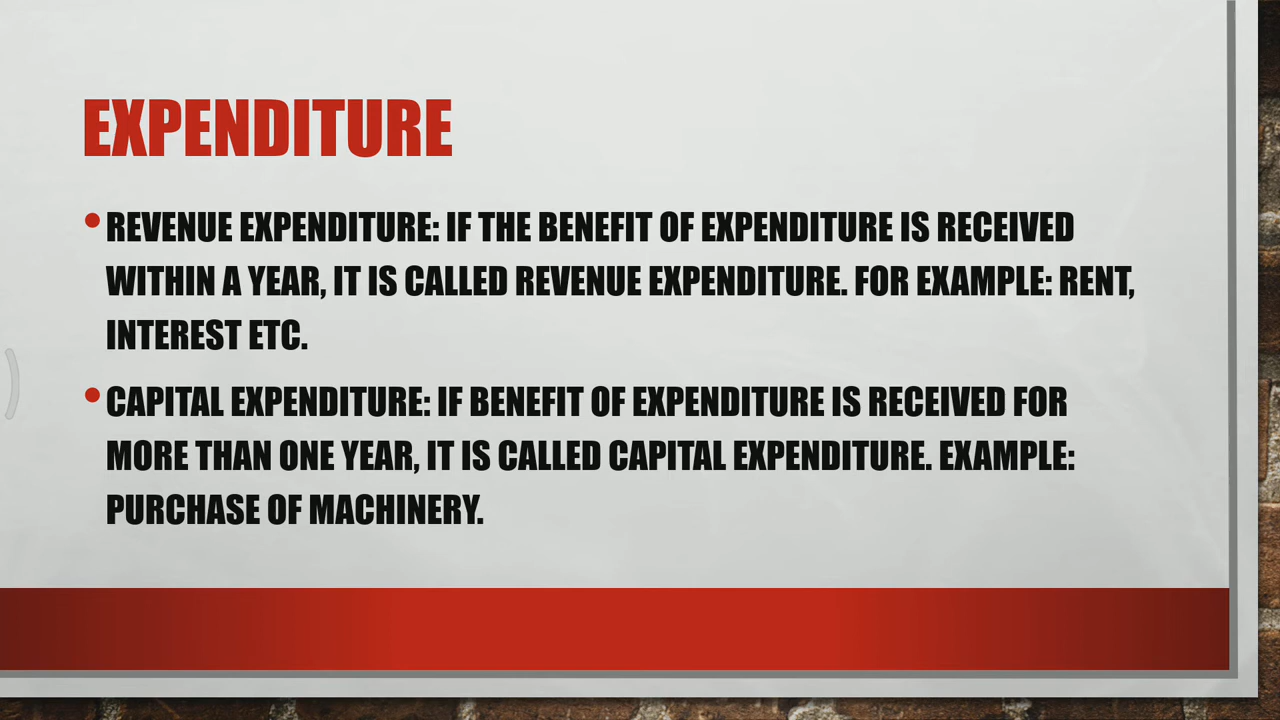 EXPENDITURE
• REVENUE EXPENDITURE: IF THE BENEFIT OF EXPENDITURE IS RECEIVED
WITHIN A YEAR, IT IS CALLED REVENUE EXPENDITURE. FOR EXAMPLE: RENT,
INTEREST ETC.
• CAPITAL EXPENDITURE: IF BENEFIT OF EXPENDITURE IS RECEIVED FOR
MORE THAN ONE YEAR, IT IS CALLED CAPITAL EXPENDITURE. EXAMPLE:
PURCHASE OF MACHINERY.